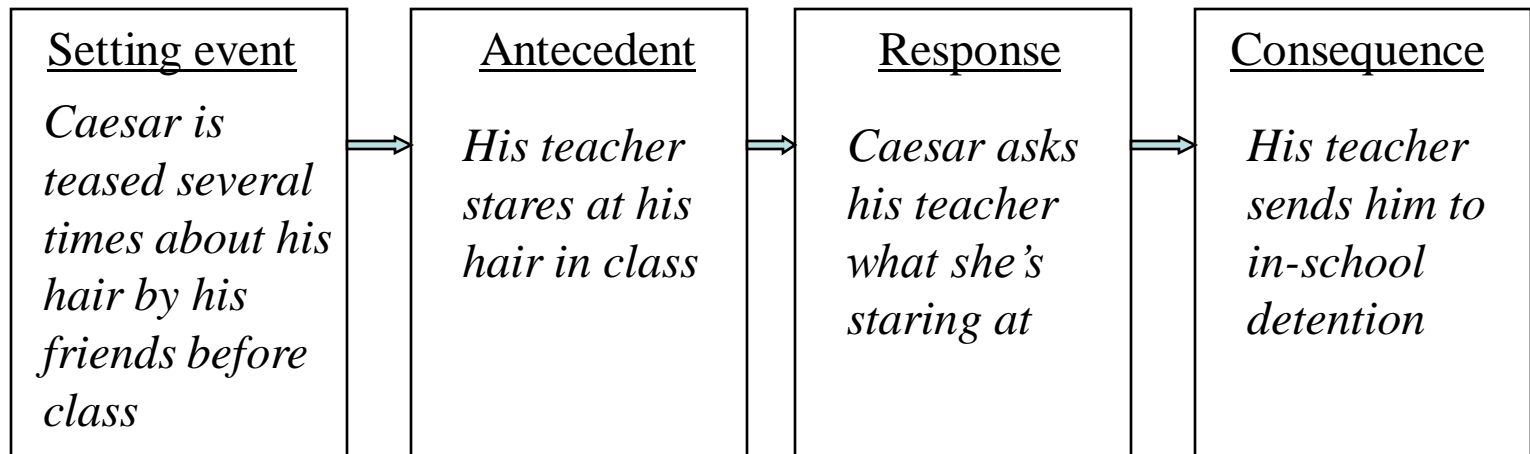 Setting event
Caesar is
teased several
times about his
hair by his
friends before
class
Antecedent
His teacher
stares at his
hair in class
Response
Caesar asks
his teacher
what she’s
staring at
Consequence
His teacher
sends him to
in-school
detention